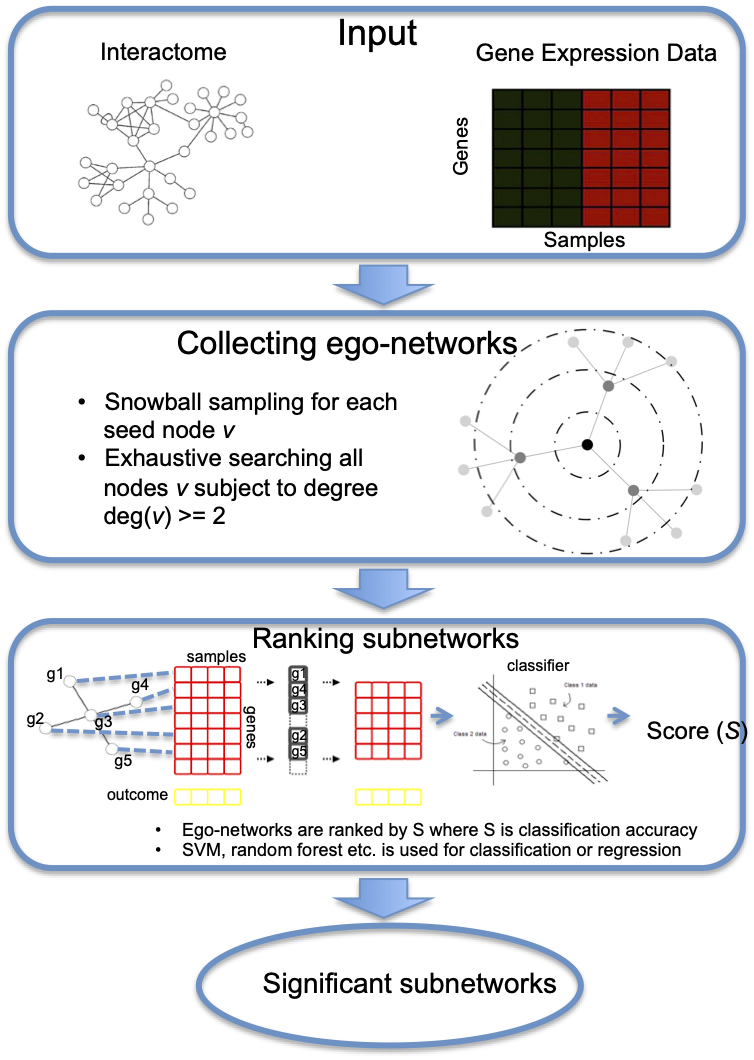 Input
Interactome
Gene Expression Data
Genes
Samples
Collecting ego-networks
• Snowball sampling for each
seed node v
• Exhaustive searching all
nodes v subject to degree
deg(v) >= 2
Ranking subnetworks
samples
classifier
g1
g4
g2
g3
g5
genes
g1
g4
g3
g2
g5
Class 1 data
Class 2 data
Score (S)
outcome
• Ego-networks are ranked by S where S is classification accuracy
• SVM, random forest etc. is used for classification or regression
Significant subnetworks